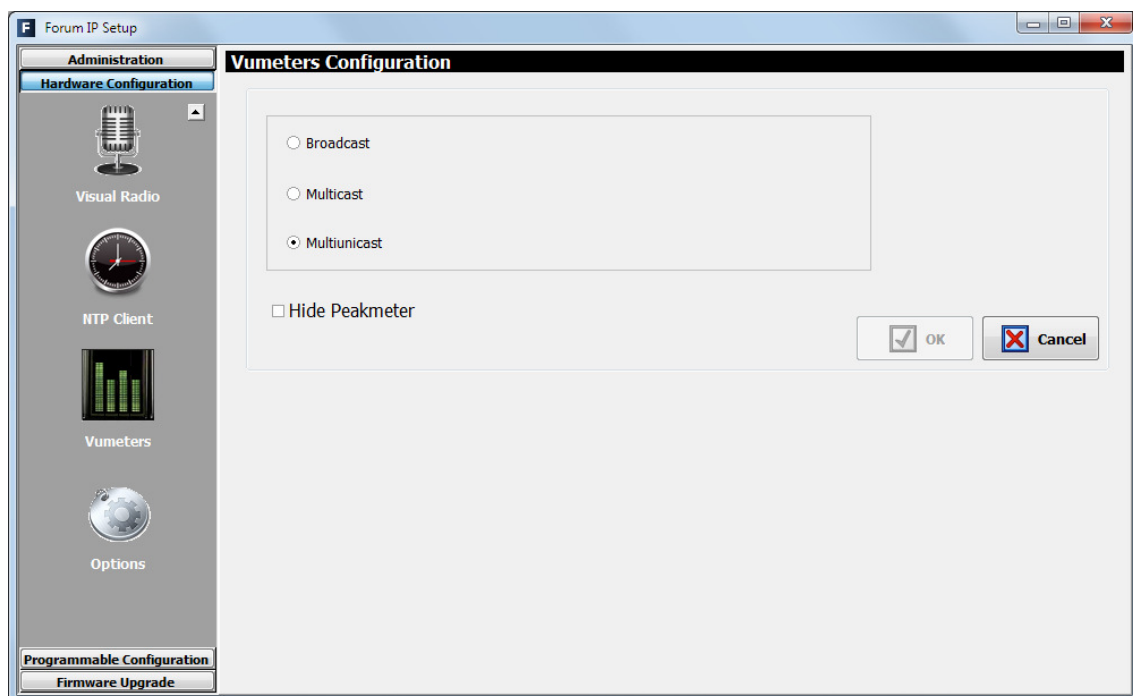 F Forum IP Setup
Administration
Hardware Configuration
Visual Radio
NTP Client
Vumeters
Options
Programmable Configuration
Firmware Upgrade
Vumeters Configuration
Broadcast
Multicast
Multiunicast
Hide Peakmeter
OK
Cancel